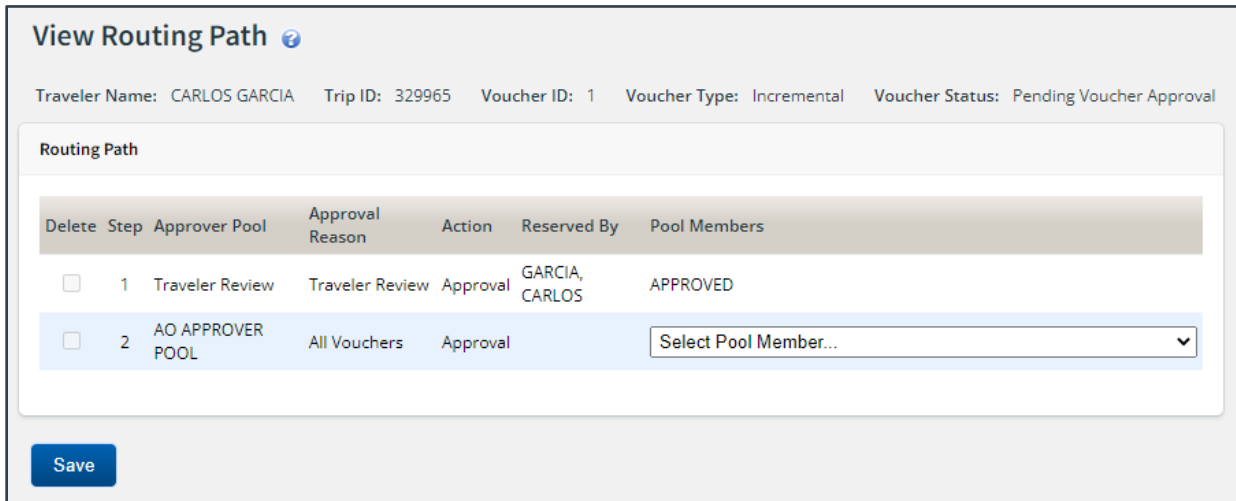 View Routing Path ?
Traveler Name: CARLOS GARCIA Trip ID: 329965 Voucher ID: 1 Voucher Type: Incremental Voucher Status: Pending Voucher Approval
Routing Path
Delete Step Approver Pool Approval Reason Action Reserved By Pool Members
1 Traveler Review Traveler Review Approval GARCIA, CARLOS APPROVED
2 AO APPROVER POOL All Vouchers Approval Select Pool Member...
Save